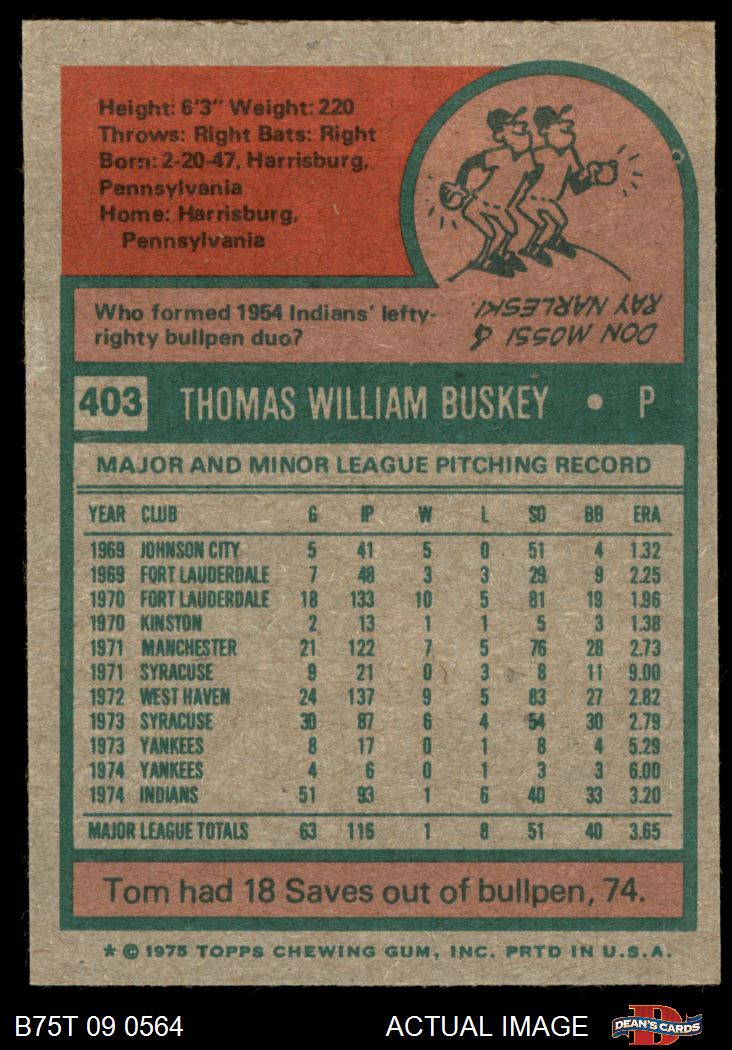 Height: 6'3" Weight: 220
Throws: Right Bats: Right
Born: 2-20-47, Harrisburg,
Pennsylvania
Home: Harrisburg,
Pennsylvania
Who formed 1954 Indians' lefty-
righty bullpen duo?
DON MOSSI &
RAY NARLESKI.
403 THOMAS WILLIAM BUSKEY • P
MAJOR AND MINOR LEAGUE PITCHING RECORD
YEAR CLUB G IP W L SO BB ERA
1969 JOHNSON CITY 5 41 5 0 51 4 1.32
1969 FORT LAUDERDALE 7 48 3 3 29 9 2.25
1970 FORT LAUDERDALE 18 133 10 5 81 19 1.96
1970 KINSTON 2 13 1 1 5 3 1.38
1971 MANCHESTER 21 122 7 5 76 28 2.73
1971 SYRACUSE 9 21 0 3 8 11 9.00
1972 WEST HAVEN 24 137 9 5 83 27 2.82
1973 SYRACUSE 30 87 6 4 54 30 2.79
1973 YANKEES 8 17 0 1 8 4 5.29
1974 YANKEES 4 6 0 1 3 3 6.00
1974 INDIANS 51 93 1 6 40 33 3.20
MAJOR LEAGUE TOTALS 63 116 1 8 51 40 3.65
Tom had 18 Saves out of bullpen, 74.
* © 1975 TOPPS CHEWING GUM, INC. PRTD IN U.S.A.
B75T 09 0564 ACTUAL IMAGE DEAN'S CARDS